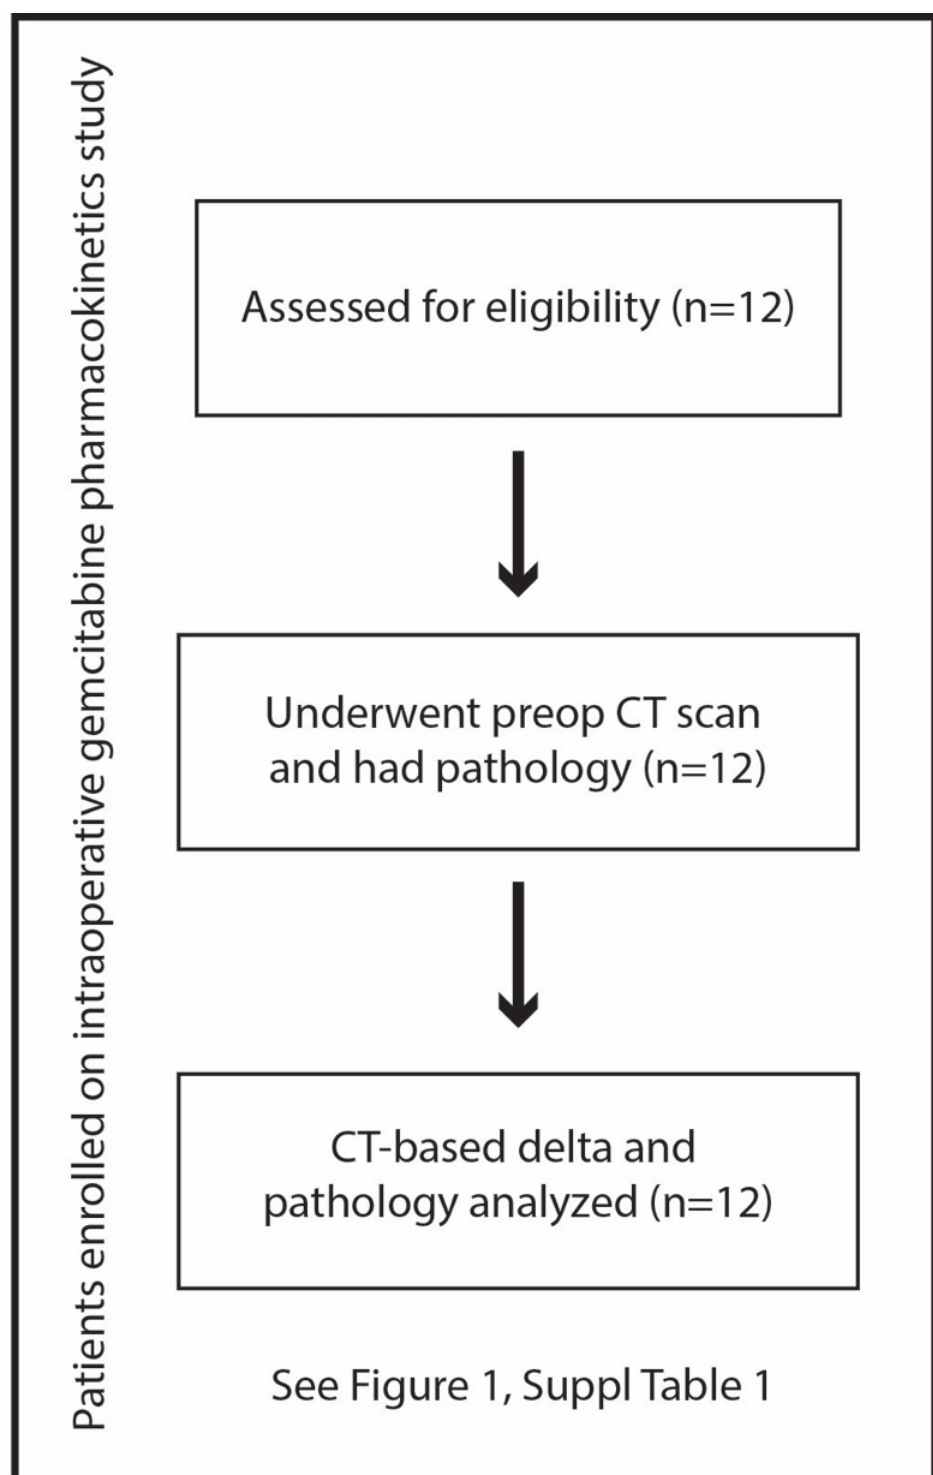 Patients enrolled on intraoperative gemcitabine pharmacokinetics study
Assessed for eligibility (n=12)
Underwent preop CT scan
and had pathology (n=12)
CT-based delta and
pathology analyzed (n=12)
See Figure 1, Suppl Table 1